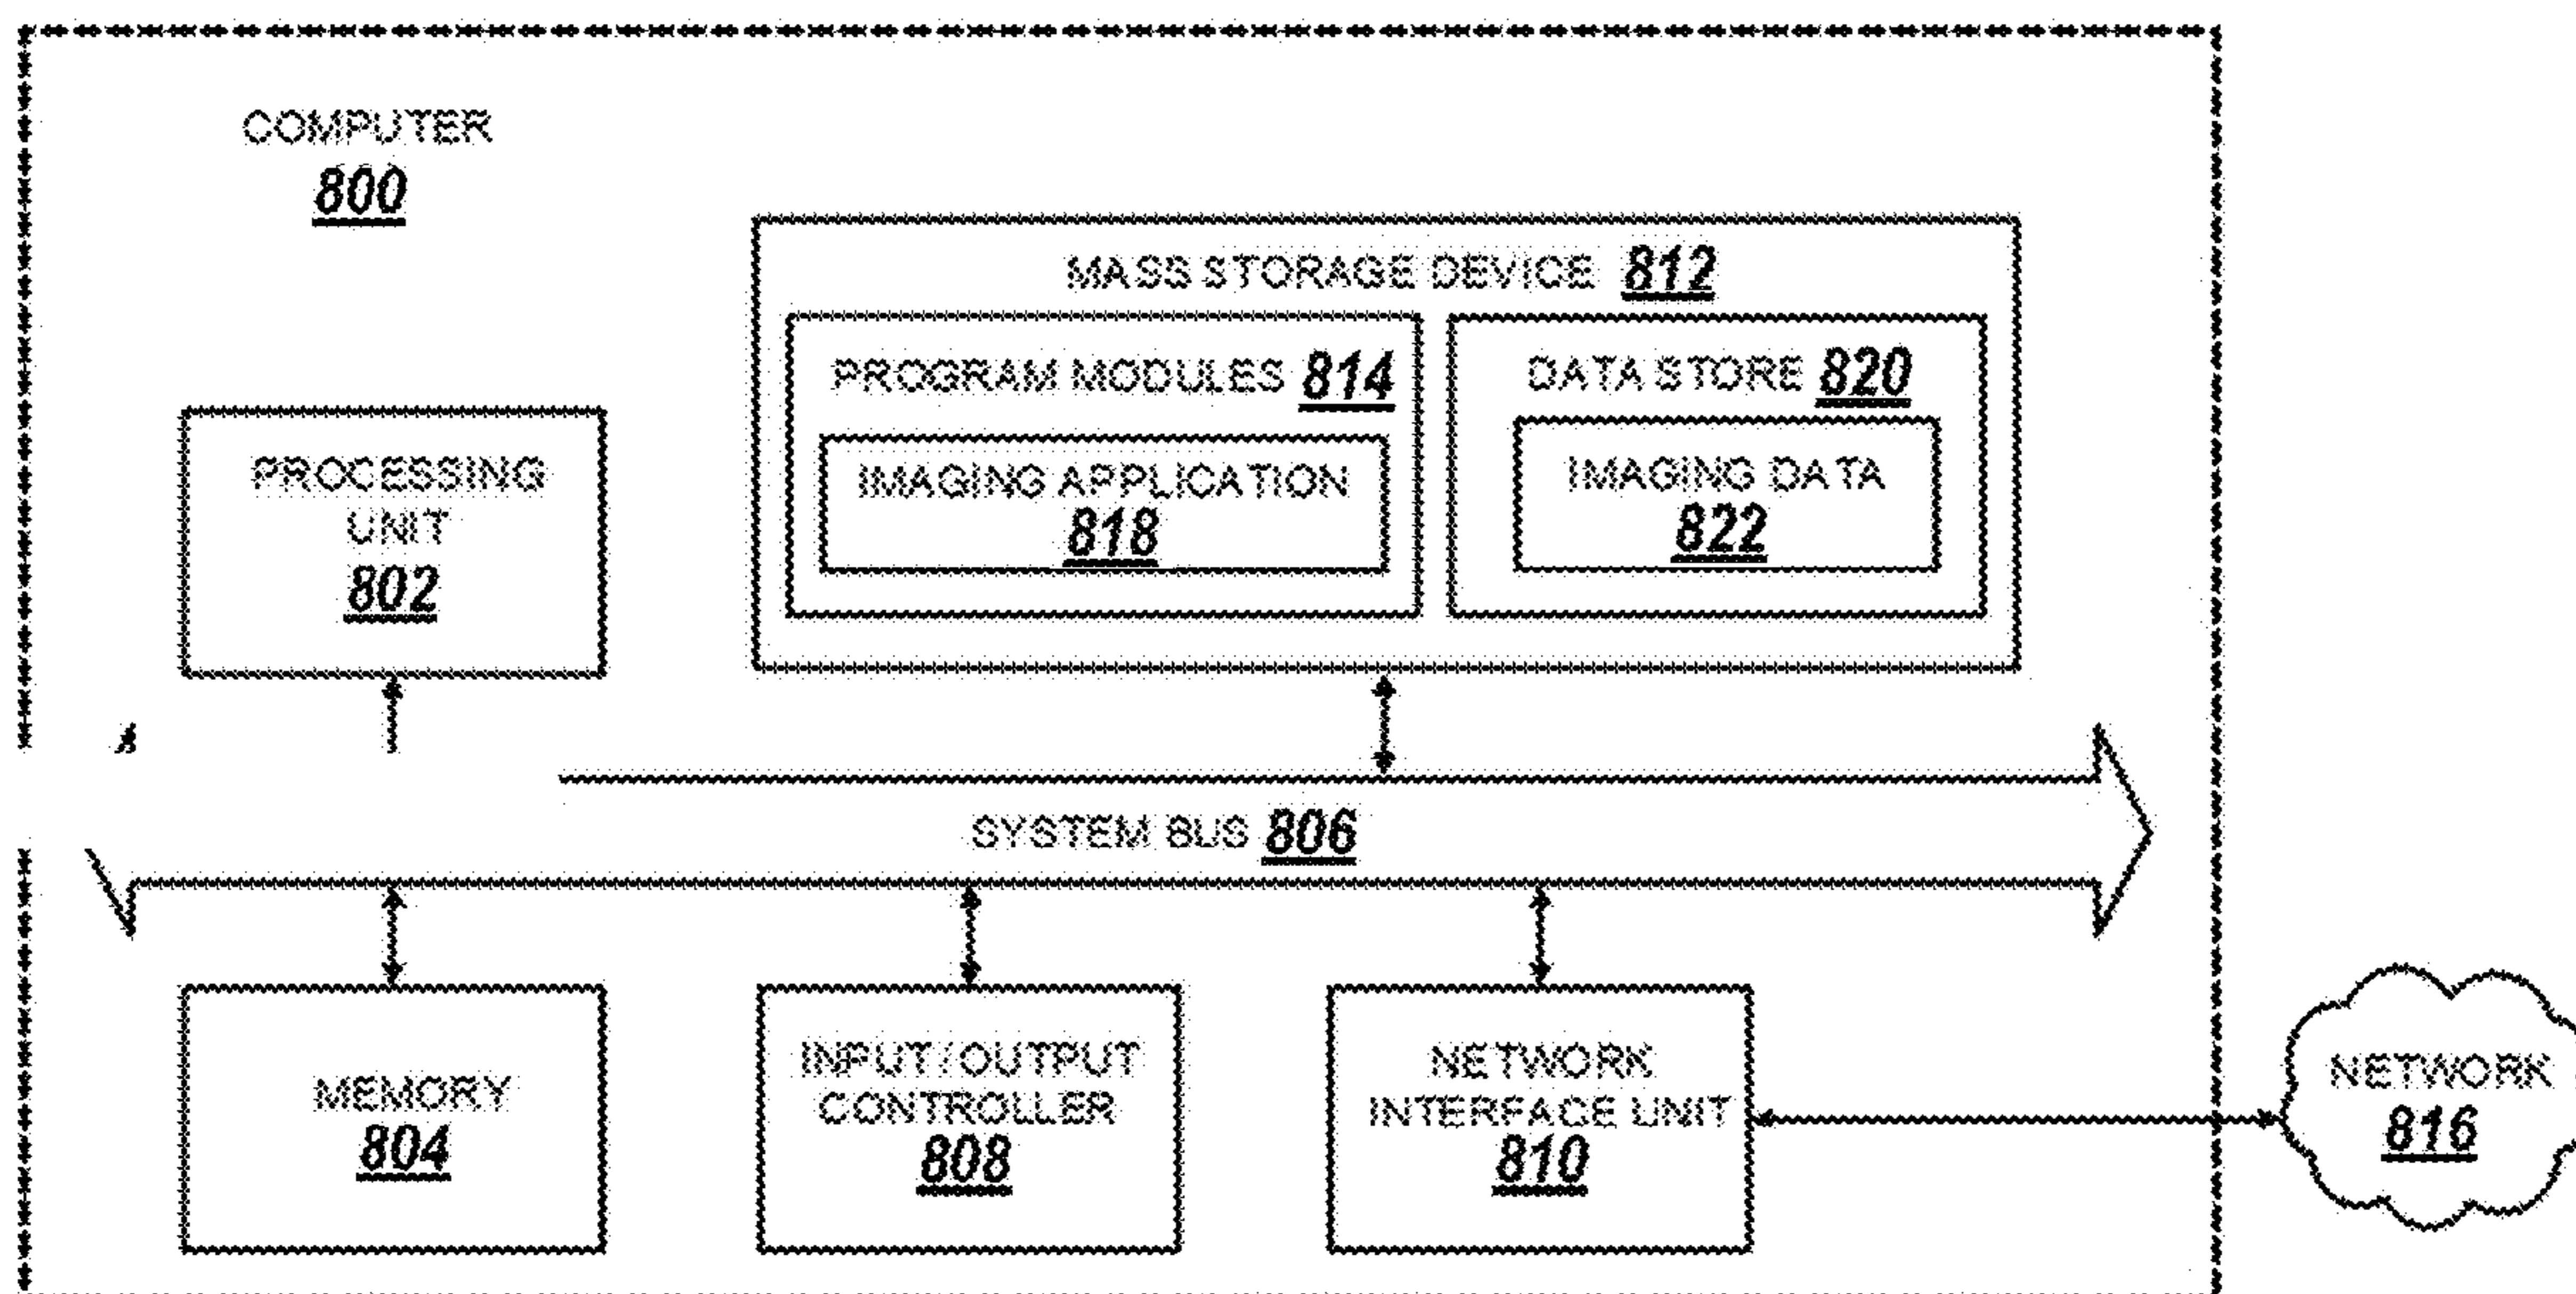 COMPUTER
800
MASS STORAGE DEVICE 812
PROGRAM MODULES 814
DATA STORE 820
IMAGING APPLICATION
818
IMAGING DATA
822
PROCESSING
UNIT
802
SYSTEM BUS 806
MEMORY
804
INPUT/OUTPUT
CONTROLLER
808
NETWORK
INTERFACE UNIT
810
NETWORK
816